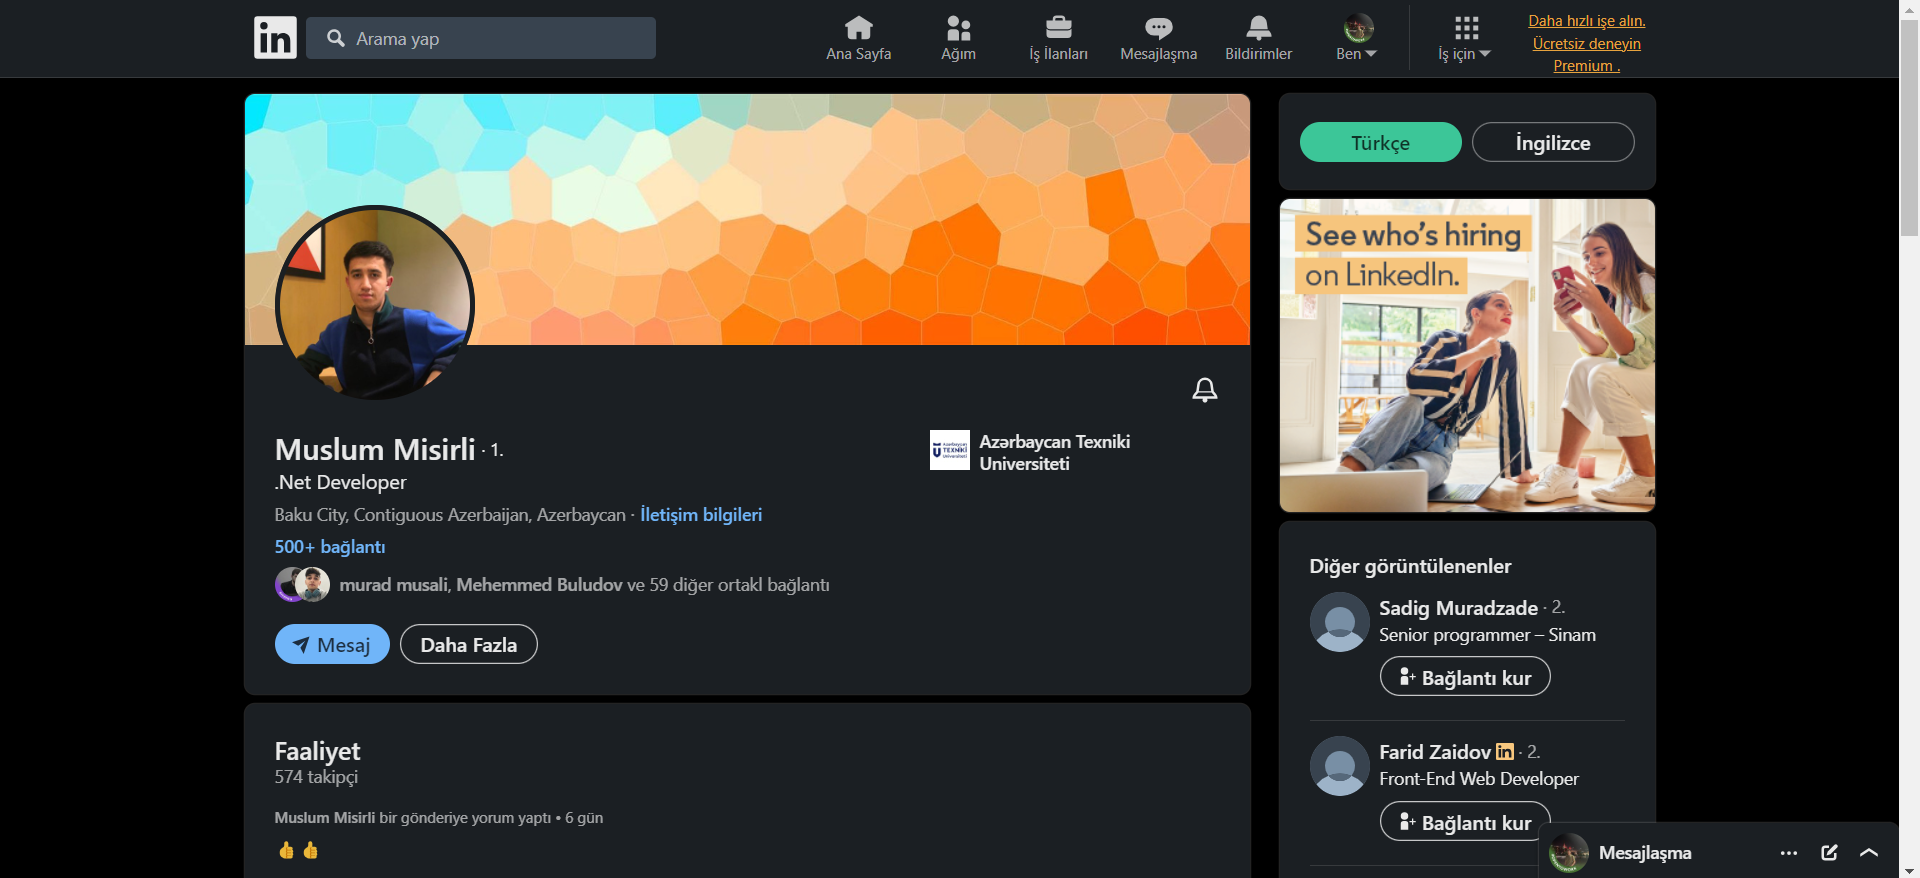 in
Arama yap
Ana Sayfa
Ağım
İş İlanları
Mesajlaşma
Bildirimler
Ben
İş için
Daha hızlı işe alın.
Ücretsiz deneyin
Premium .
Türkçe
İngilizce
See who's hiring
on LinkedIn.
Muslum Misirli · 1.
.Net Developer
Baku City, Contiguous Azerbaijan, Azerbaycan · İletişim bilgileri
500+ bağlantı
murad musali, Mehemmed Buludov ve 59 diğer ortakl bağlantı
Mesaj
Daha Fazla
Azərbaycan
TEXNİKİ
Universiteti
Azərbaycan Texniki
Universiteti
Diğer görüntülenenler
Sadig Muradzade · 2.
Senior programmer – Sinam
Bağlantı kur
Farid Zaidov in · 2.
Front-End Web Developer
Bağlantı kur
Faaliyet
574 takipçi
Muslum Misirli bir gönderiye yorum yaptı • 6 gün
👍 👍
Mesajlaşma